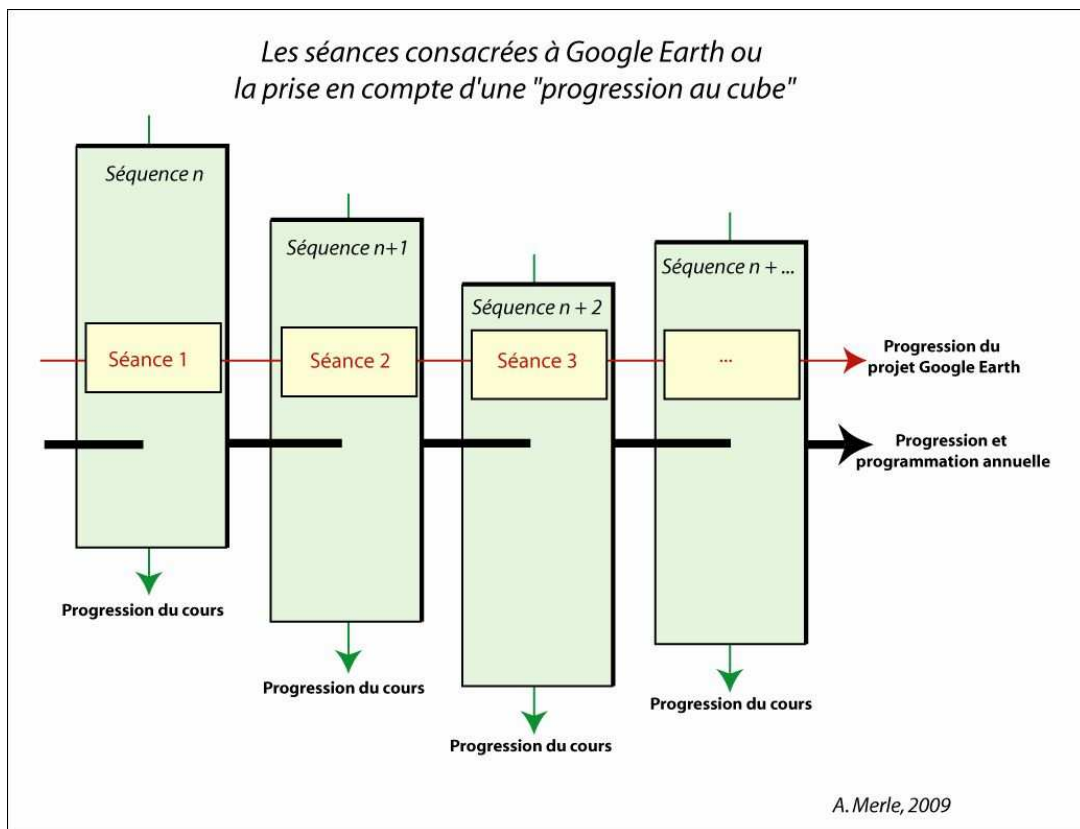 Les séances consacrées à Google Earth ou
la prise en compte d'une "progression au cube"
Séquence n
Séquence n+1
Séquence n + 2
Séquence n + ...
Séance 1
Séance 2
Séance 3
...
Progression du
projet Google Earth
Progression et
programmation annuelle
Progression du cours
Progression du cours
Progression du cours
Progression du cours
A. Merle, 2009